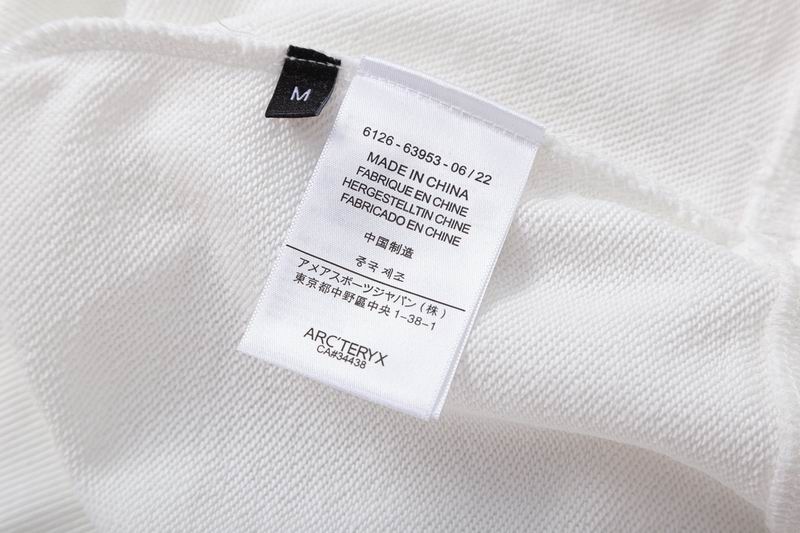 M
6126-63953-06/22
MADE IN CHINA
FABRIQUE EN CHINE
HERGESTELLTIN CHINE
FABRICADO EN CHINE
中国制造
중국 제조
アメアスポーツジャパン(株)
東京都中野區中央1-38-1
ARC'TERYX
CA#34438